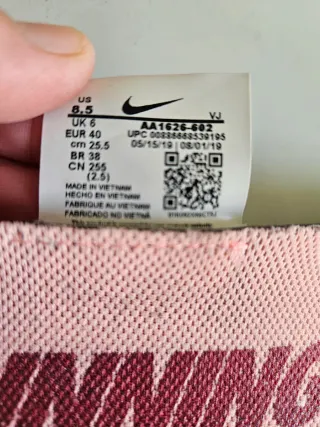 US
8.5
UK 6
EUR 40
cm 25.5
BR 38
CN 255
(2.5)
VJ
AA1626-602
UPC 00886668539195
05/15/19 | 08/01/19
MADE IN VIETNAM
HECHO EN VIETNAM
FABRIQUE AU VIETNAM
FABRICADO NO VIETNÃ
NNING